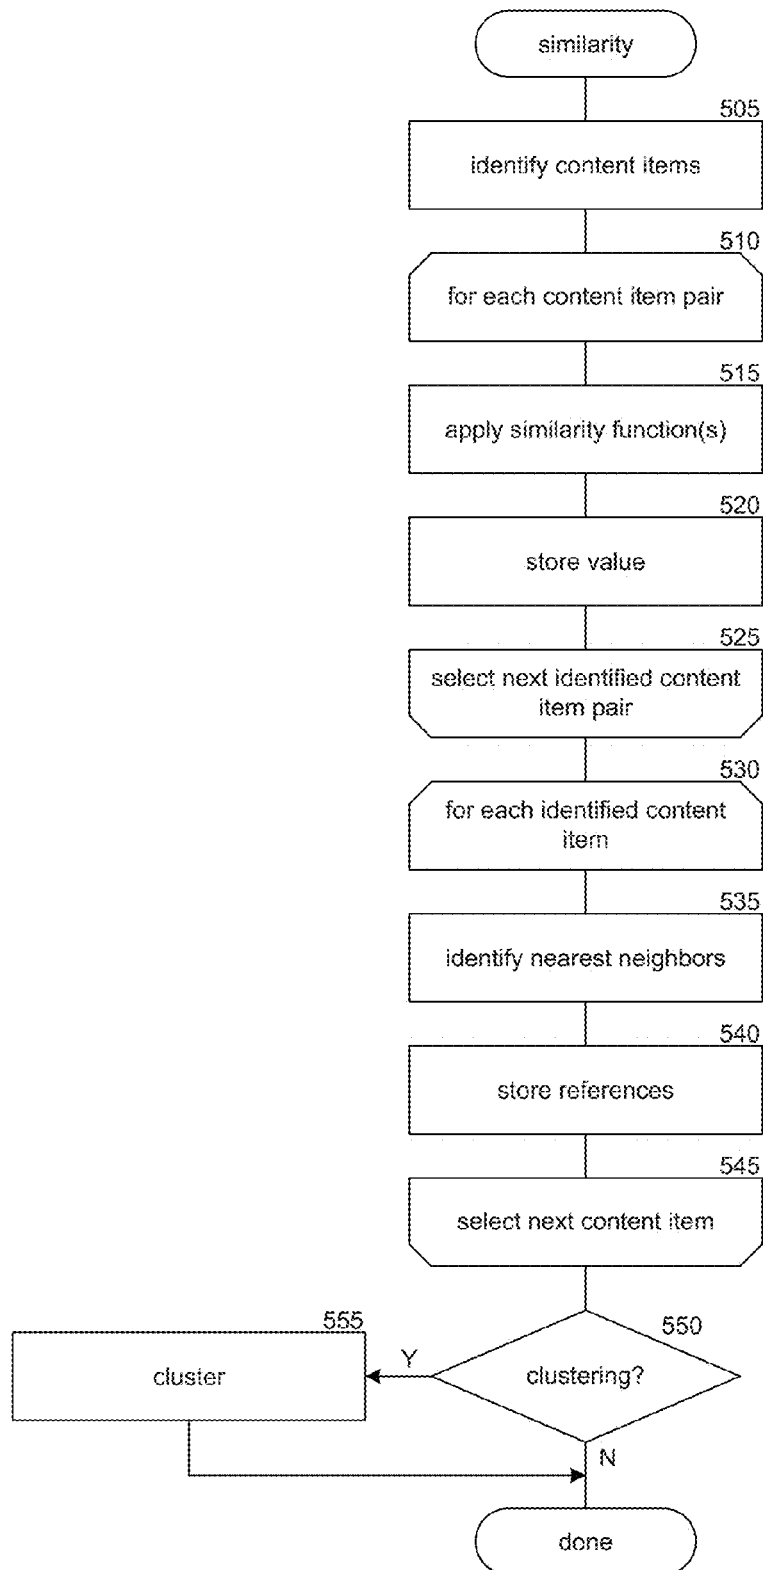 similarity
505
identify content items
510
for each content item pair
515
apply similarity function(s)
520
store value
525
select next identified content
item pair
530
for each identified content
item
535
identify nearest neighbors
540
store references
545
select next content item
555
550
cluster
Y
clustering?
N
done